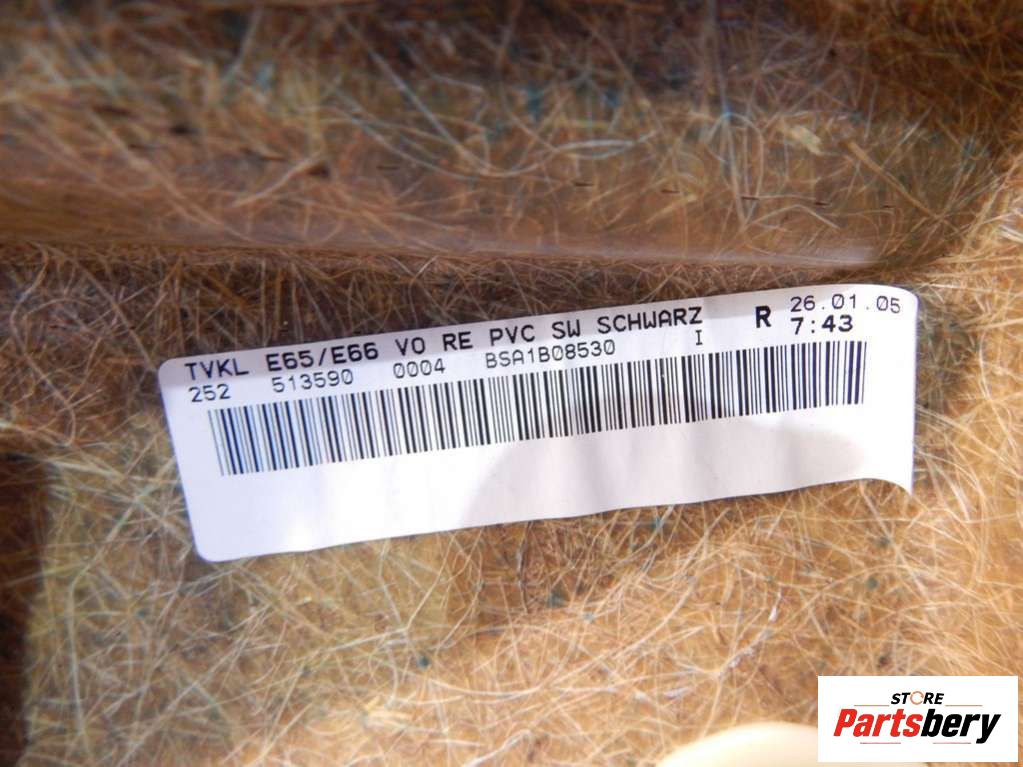 TVKL E65/E66 VO RE PVC SW SCHWARZ R 26.01.05
252 513590 0004 BSA1B08530 I 7:43
STORE
Partsbery